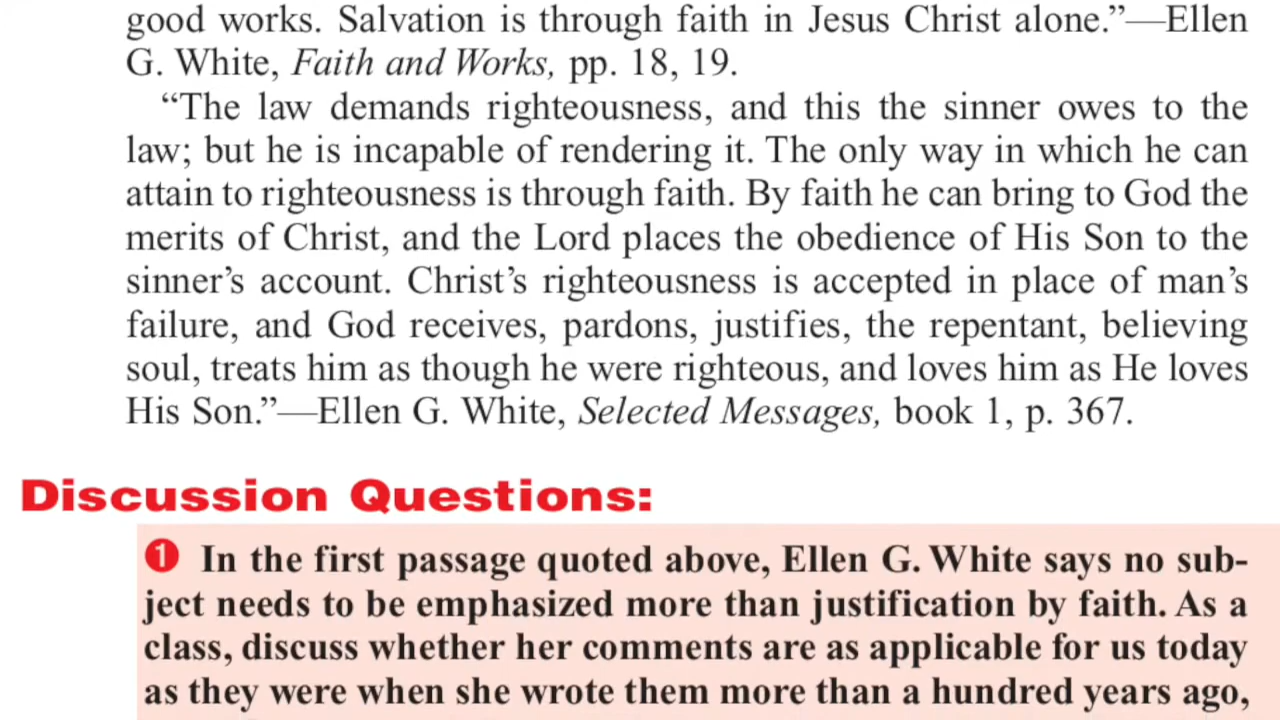 good works. Salvation is through faith in Jesus Christ alone.”—Ellen
G. White, Faith and Works, pp. 18, 19.
“The law demands righteousness, and this the sinner owes to the
law; but he is incapable of rendering it. The only way in which he can
attain to righteousness is through faith. By faith he can bring to God the
merits of Christ, and the Lord places the obedience of His Son to the
sinner’s account. Christ’s righteousness is accepted in place of man’s
failure, and God receives, pardons, justifies, the repentant, believing
soul, treats him as though he were righteous, and loves him as He loves
His Son.”—Ellen G. White, Selected Messages, book 1, p. 367.
Discussion Questions:
1 In the first passage quoted above, Ellen G. White says no sub-
ject needs to be emphasized more than justification by faith. As a
class, discuss whether her comments are as applicable for us today
as they were when she wrote them more than a hundred years ago,